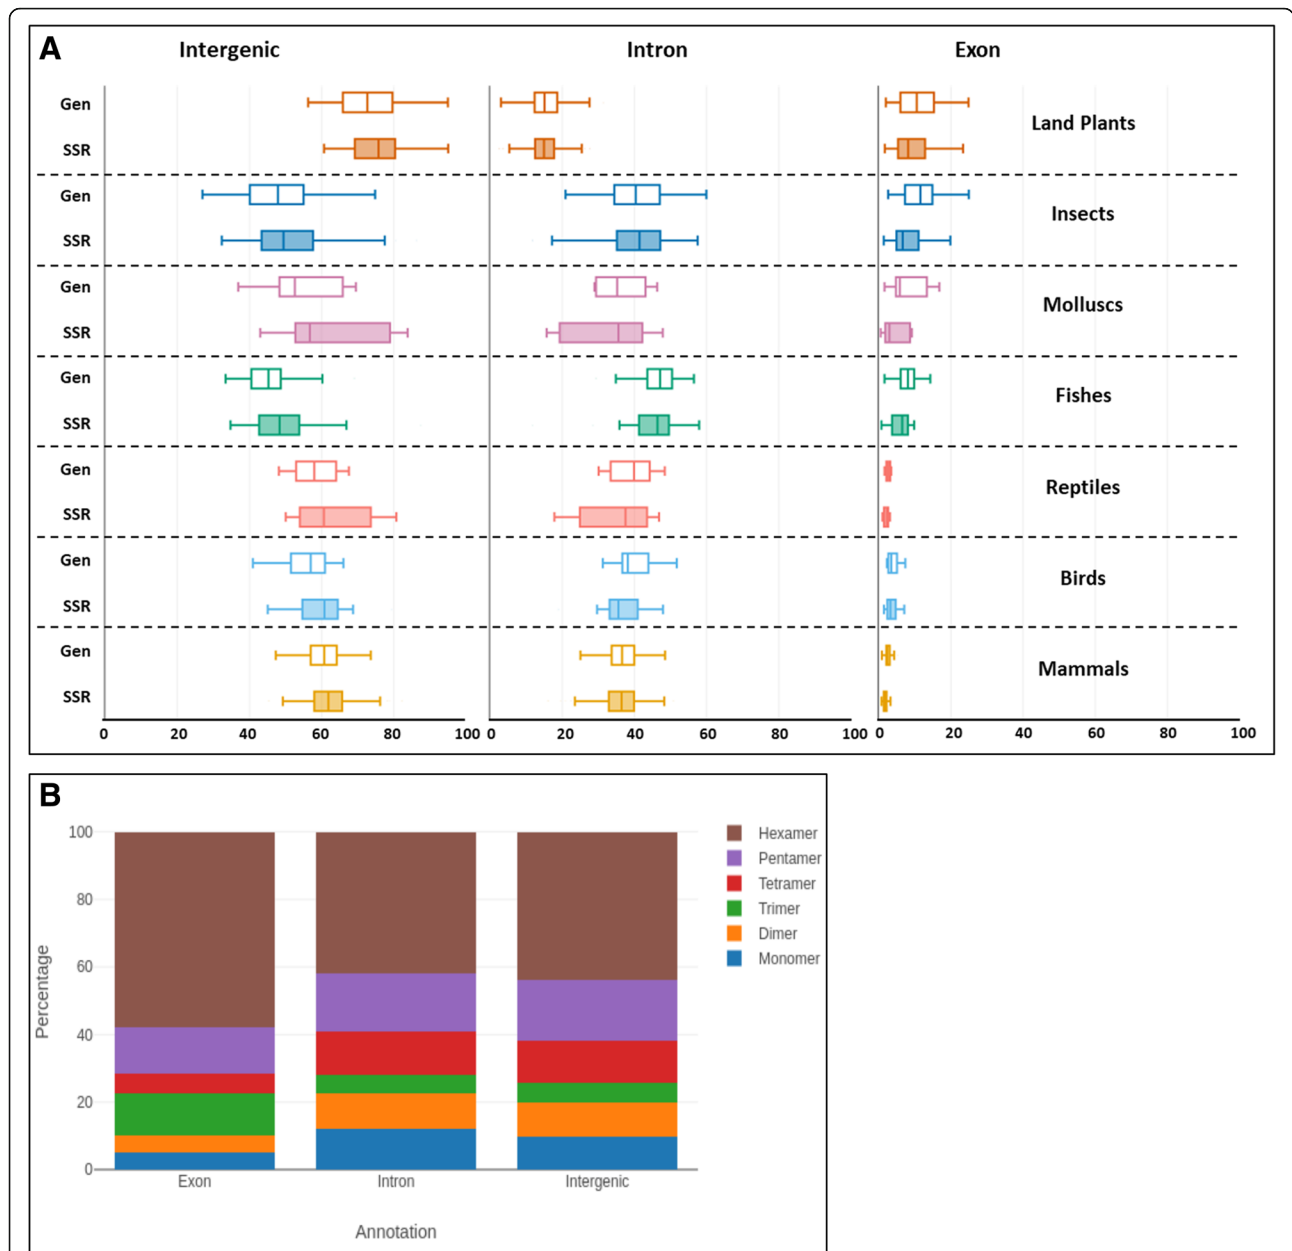 A
Intergenic Intron Exon
Gen
SSR
Land Plants
Gen
SSR
Insects
Gen
SSR
Molluscs
Gen
SSR
Fishes
Gen
SSR
Reptiles
Gen
SSR
Birds
Gen
SSR
Mammals
0 20 40 60 80 100 0 20 40 60 80 100 0 20 40 60 80 100
B
Percentage
100
80
60
40
20
0
Exon Intron Intergenic
Annotation
Hexamer
Pentamer
Tetramer
Trimer
Dimer
Monomer